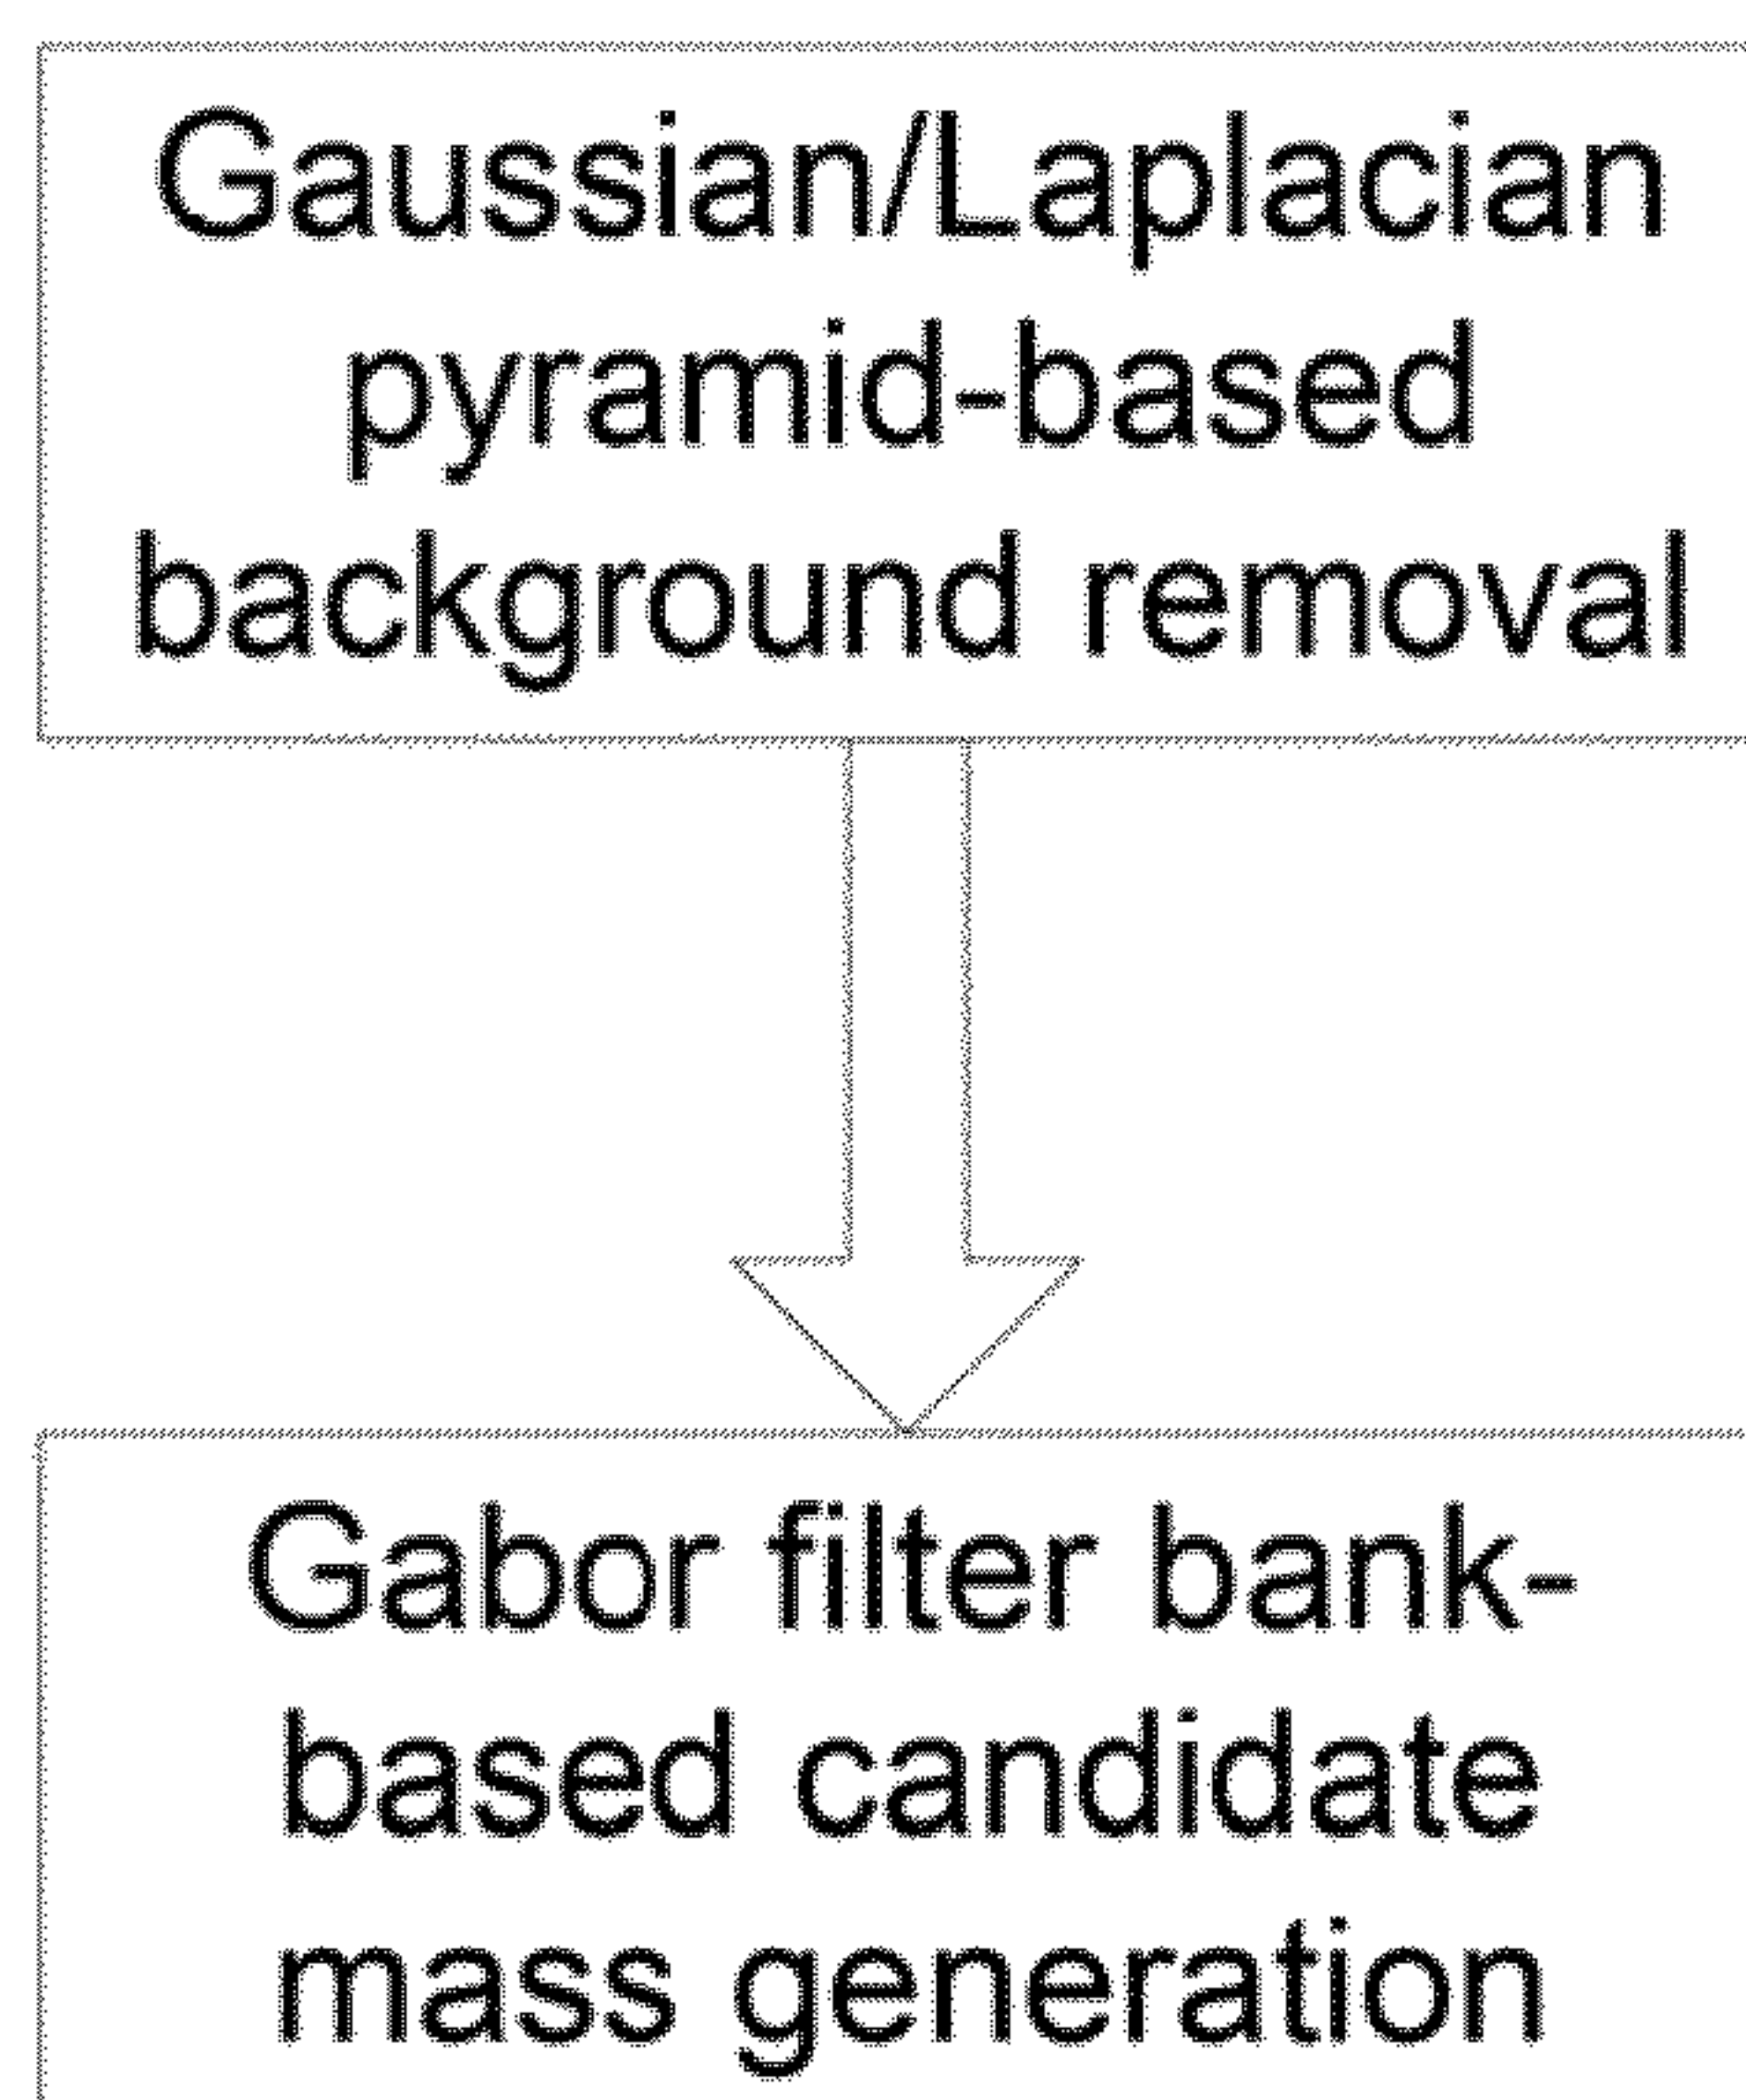 Gaussian/Laplacian
pyramid-based
background removal
Gabor filter bank-
based candidate
mass generation